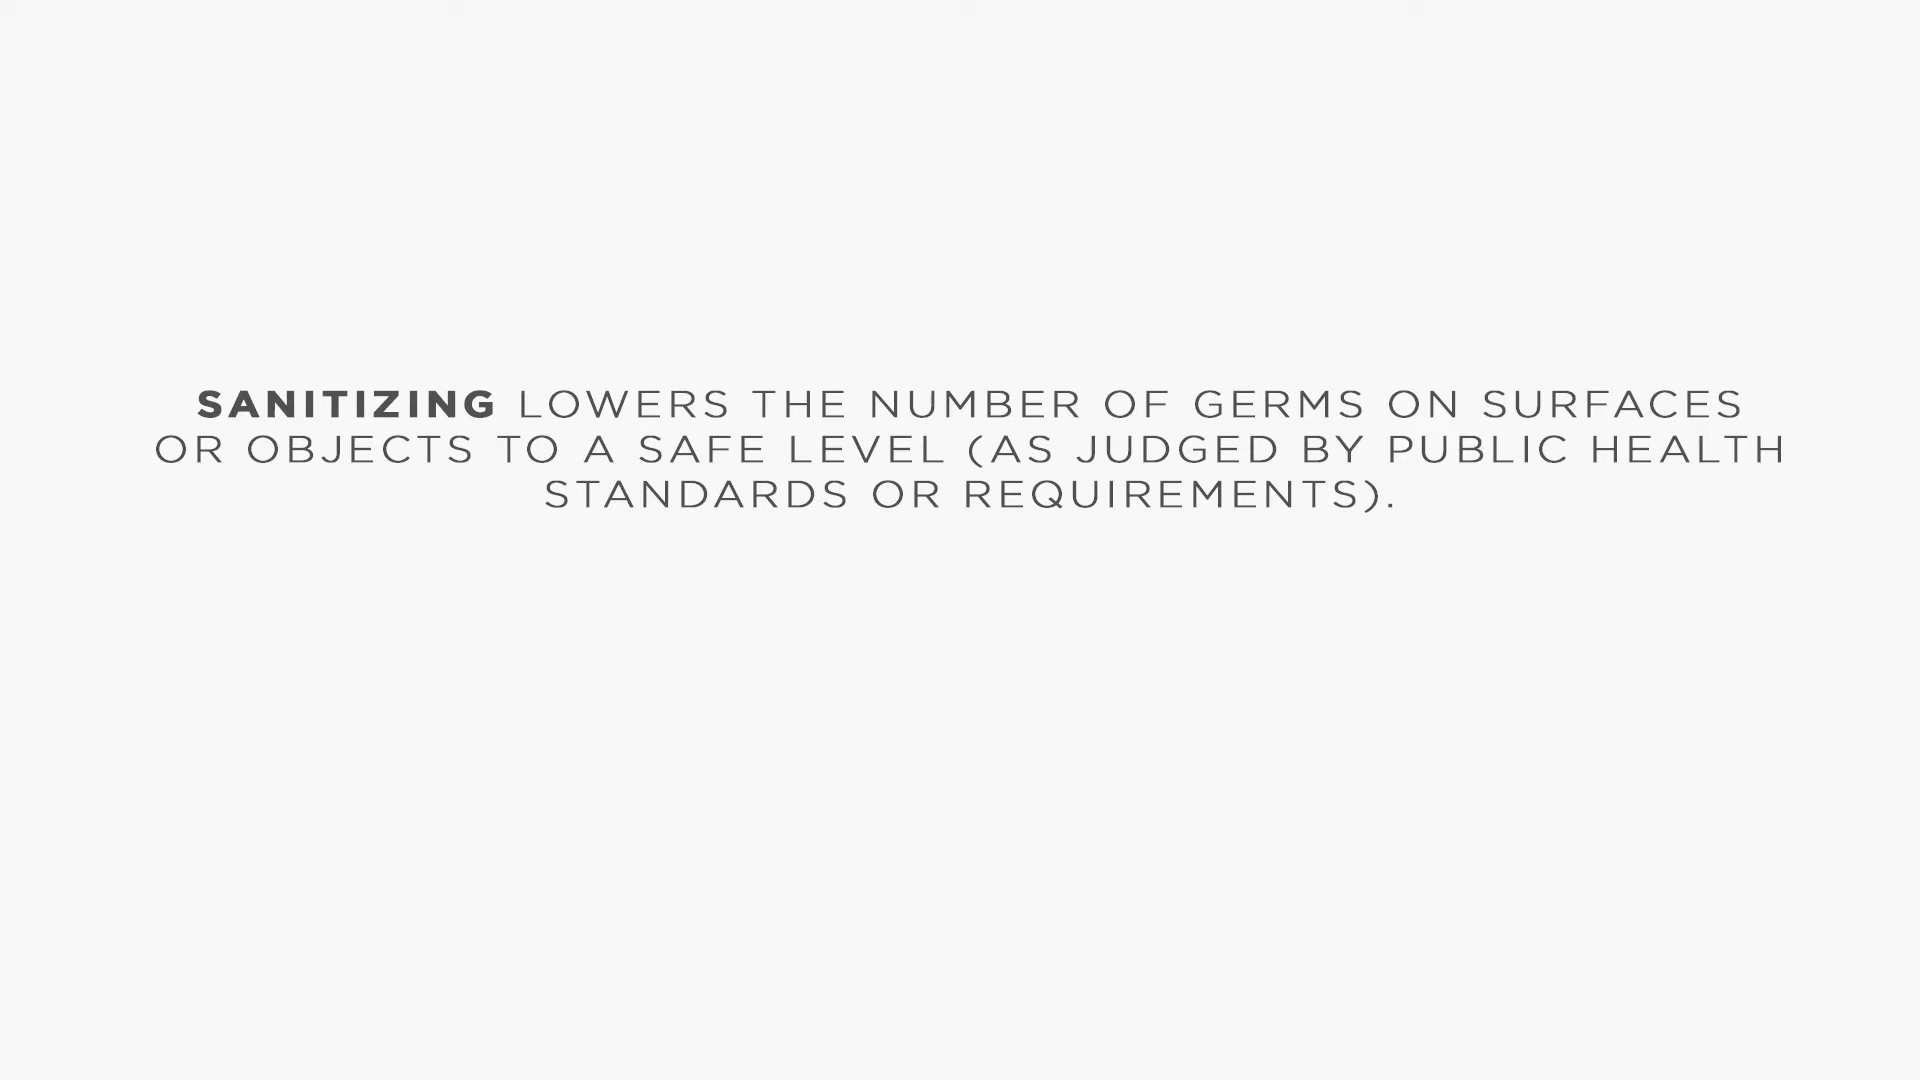 SANITIZING LOWERS THE NUMBER OF GERMS ON SURFACES
OR OBJECTS TO A SAFE LEVEL (AS JUDGED BY PUBLIC HEALTH
STANDARDS OR REQUIREMENTS).